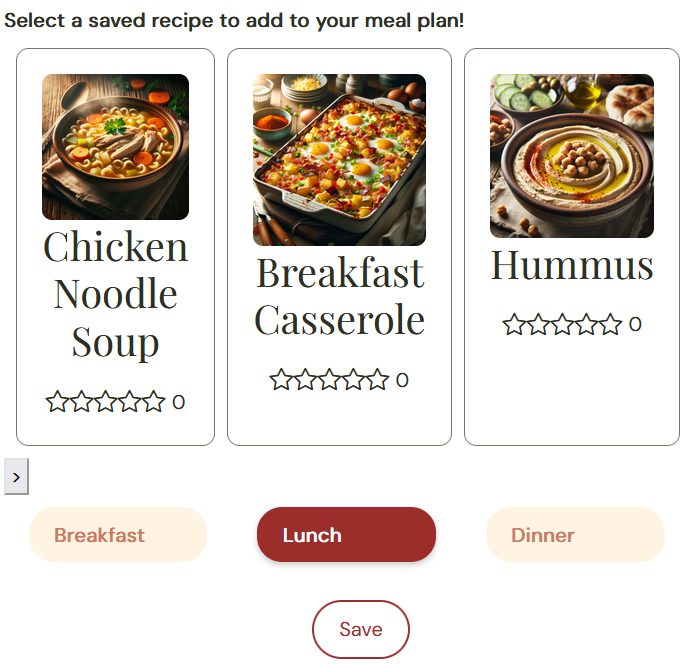 Select a saved recipe to add to your meal plan!
Chicken
Noodle
Soup
0
Breakfast
Casserole
0
Hummus
0
>
Breakfast
Lunch
Dinner
Save